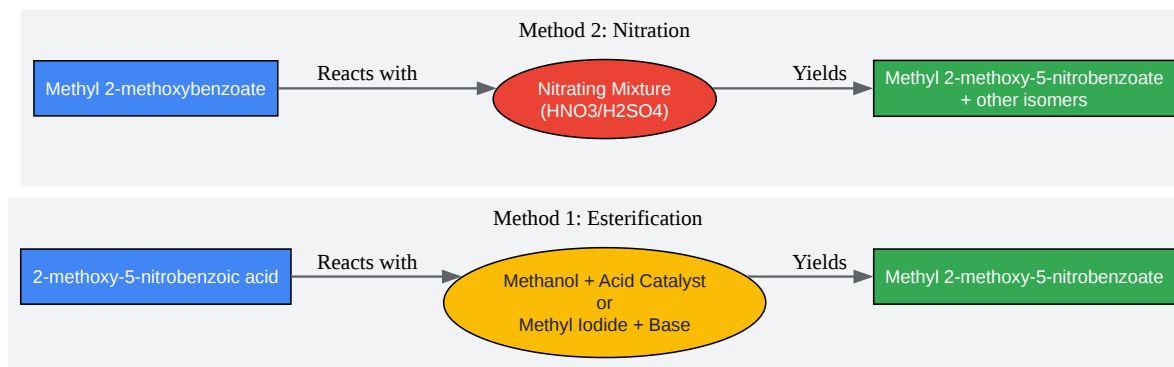 Method 2: Nitration
Methyl 2-methoxybenzoate
Reacts with
Nitrating Mixture
(HNO3/H2SO4)
Yields
Methyl 2-methoxy-5-nitrobenzoate
+ other isomers
Method 1: Esterification
2-methoxy-5-nitrobenzoic acid
Reacts with
Methanol + Acid Catalyst
or
Methyl Iodide + Base
Yields
Methyl 2-methoxy-5-nitrobenzoate